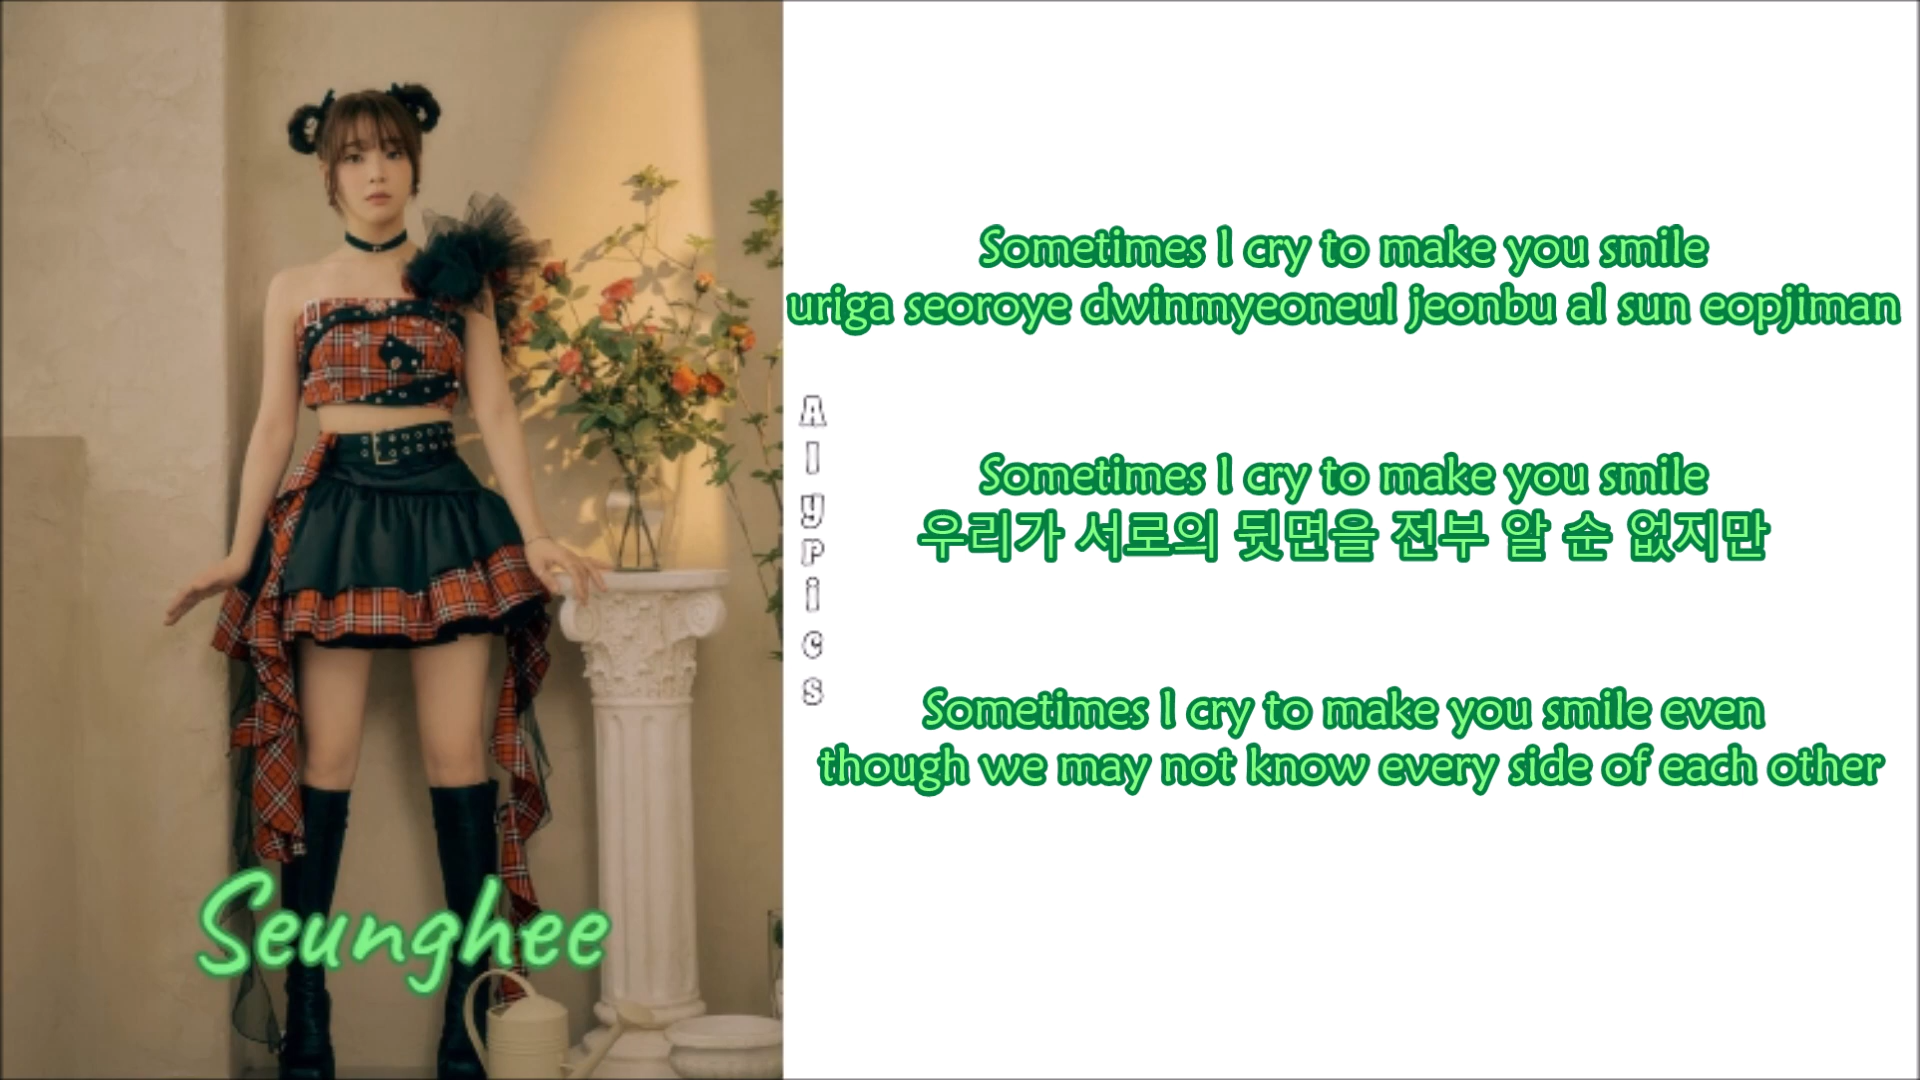 Seunghee
AlyPics
Sometimes I cry to make you smile
uriga seoroye dwinmyeoneul jeonbu al sun eopjiman
Sometimes I cry to make you smile
우리가 서로의 뒷면을 전부 알 순 없지만
Sometimes I cry to make you smile even
though we may not know every side of each other